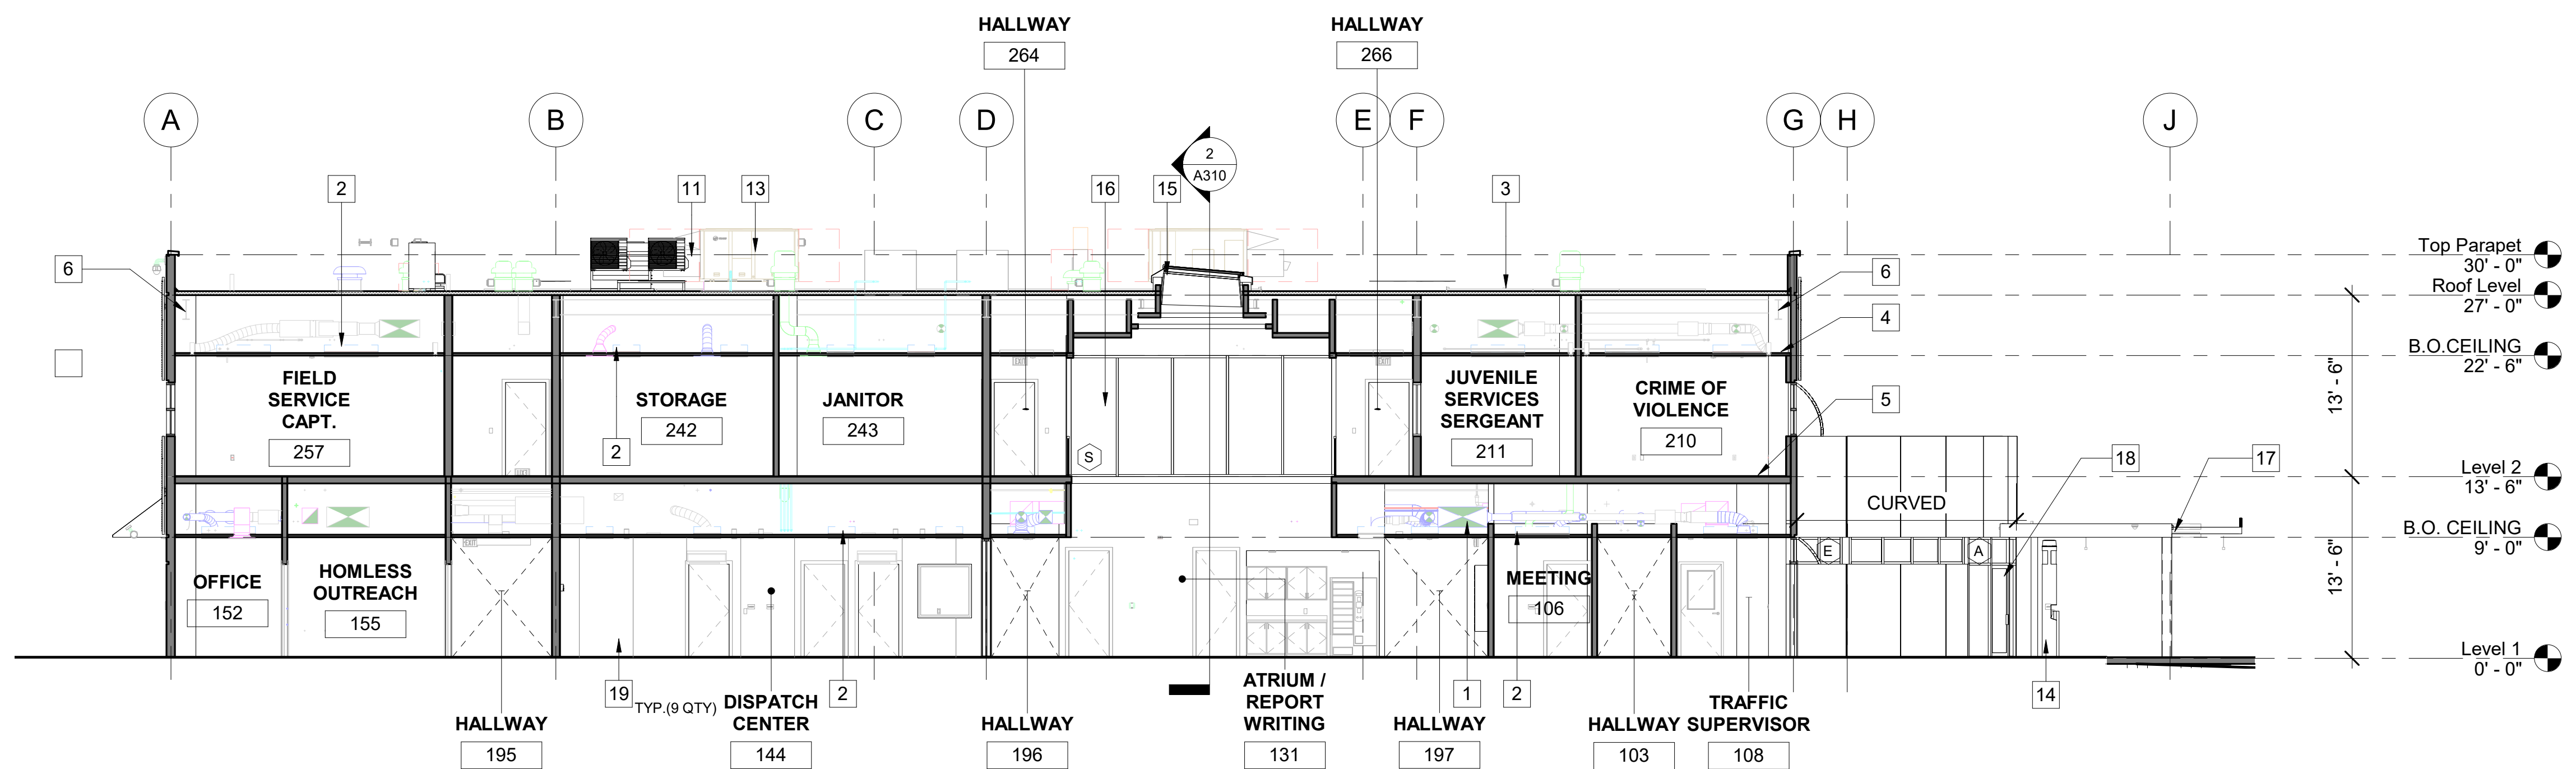 HALLWAY
264
HALLWAY
266
A
B
C
D
E
F
G
H
J
2
A310
2
11
13
16
15
3
6
6
4
5
18
17
Top Parapet
30' - 0"
Roof Level
27' - 0"
B.O.CEILING
22' - 6"
Level 2
13' - 6"
B.O. CEILING
9' - 0"
Level 1
0' - 0"
13' - 6"
13' - 6"
FIELD
SERVICE
CAPT.
257
STORAGE
242
2
JANITOR
243
S
JUVENILE
SERVICES
SERGEANT
211
CRIME OF
VIOLENCE
210
CURVED
E
A
OFFICE
152
HOMLESS
OUTREACH
155
MEETING
106
19
TYP.(9 QTY)
DISPATCH
CENTER
144
2
HALLWAY
195
HALLWAY
196
ATRIUM /
REPORT
WRITING
131
HALLWAY
197
1
2
HALLWAY
103
TRAFFIC
SUPERVISOR
108
14